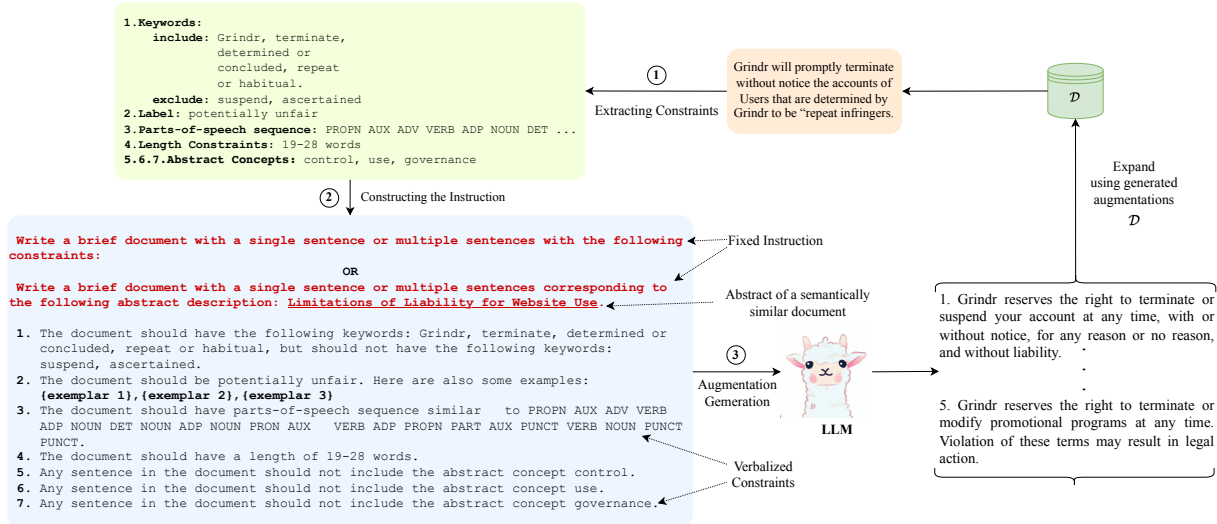 1.Keywords:
include: Grindr, terminate,
determined or
concluded, repeat
or habitual.
exclude: suspend, ascertained
2.Label: potentially unfair
3.Parts-of-speech sequence: PROPN AUX ADV VERB ADP NOUN DET ...
4.Length Constraints: 19-28 words
5.6.7.Abstract Concepts: control, use, governance
1
Extracting Constraints
Grindr will promptly terminate
without notice the accounts of
Users that are determined by
Grindr to be “repeat infringers.
D
Expand
using generated
augmentations
D
2
Constructing the Instruction
Write a brief document with a single sentence or multiple sentences with the following
constraints:
OR
Write a brief document with a single sentence or multiple sentences corresponding to
the following abstract description: Limitations of Liability for Website Use.
1. The document should have the following keywords: Grindr, terminate, determined or
concluded, repeat or habitual, but should not have the following keywords:
suspend, ascertained.
2. The document should be potentially unfair. Here are also some examples:
{exemplar 1},{exemplar 2},{exemplar 3}
3. The document should have parts-of-speech sequence similar to PROPN AUX ADV VERB
ADP NOUN DET NOUN ADP NOUN PRON AUX VERB ADP PROPN PART AUX PUNCT VERB NOUN PUNCT
PUNCT.
4. The document should have a length of 19-28 words.
5. Any sentence in the document should not include the abstract concept control.
6. Any sentence in the document should not include the abstract concept use.
7. Any sentence in the document should not include the abstract concept governance.
Fixed Instruction
Abstract of a semantically
similar document
Verbalized
Constraints
3
Augmentation
Gemeration
LLM
1. Grindr reserves the right to terminate or
suspend your account at any time, with or
without notice, for any reason or no reason,
and without liability.
.
.
.
5. Grindr reserves the right to terminate or
modify promotional programs at any time.
Violation of these terms may result in legal
action.